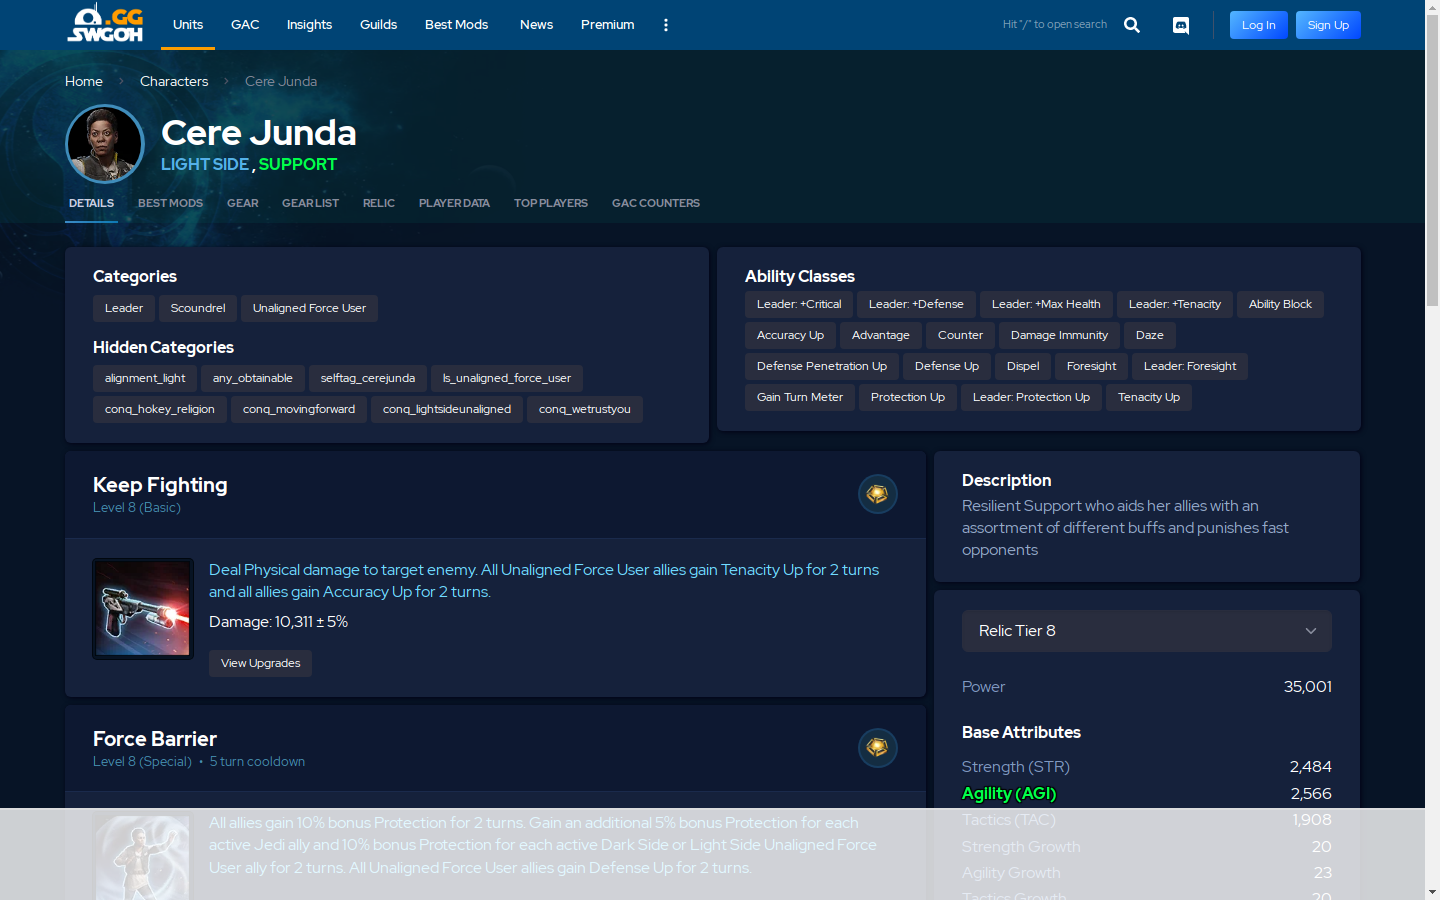 .GG
SWGOH
Units
GAC
Insights
Guilds
Best Mods
News
Premium
Hit "/" to open search
Log In
Sign Up
Home
Characters
Cere Junda
Cere Junda
LIGHT SIDE , SUPPORT
DETAILS
BEST MODS
GEAR
GEAR LIST
RELIC
PLAYER DATA
TOP PLAYERS
GAC COUNTERS
Categories
Leader
Scoundrel
Unaligned Force User
Hidden Categories
alignment_light
any_obtainable
selftag_cerejunda
ls_unaligned_force_user
conq_hokey_religion
conq_movingforward
conq_lightsideunaligned
conq_wetrustyou
Ability Classes
Leader: +Critical
Leader: +Defense
Leader: +Max Health
Leader: +Tenacity
Ability Block
Accuracy Up
Advantage
Counter
Damage Immunity
Daze
Defense Penetration Up
Defense Up
Dispel
Foresight
Leader: Foresight
Gain Turn Meter
Protection Up
Leader: Protection Up
Tenacity Up
Keep Fighting
Level 8 (Basic)
Deal Physical damage to target enemy. All Unaligned Force User allies gain Tenacity Up for 2 turns
and all allies gain Accuracy Up for 2 turns.
Damage: 10,311 ± 5%
View Upgrades
Force Barrier
Level 8 (Special) • 5 turn cooldown
All allies gain 10% bonus Protection for 2 turns. Gain an additional 5% bonus Protection for each
active Jedi ally and 10% bonus Protection for each active Dark Side or Light Side Unaligned Force
User ally for 2 turns. All Unaligned Force User allies gain Defense Up for 2 turns.
Description
Resilient Support who aids her allies with an
assortment of different buffs and punishes fast
opponents
Relic Tier 8
Power 35,001
Base Attributes
Strength (STR) 2,484
Agility (AGI) 2,566
Tactics (TAC) 1,908
Strength Growth 20
Agility Growth 23
Tactics Growth 20